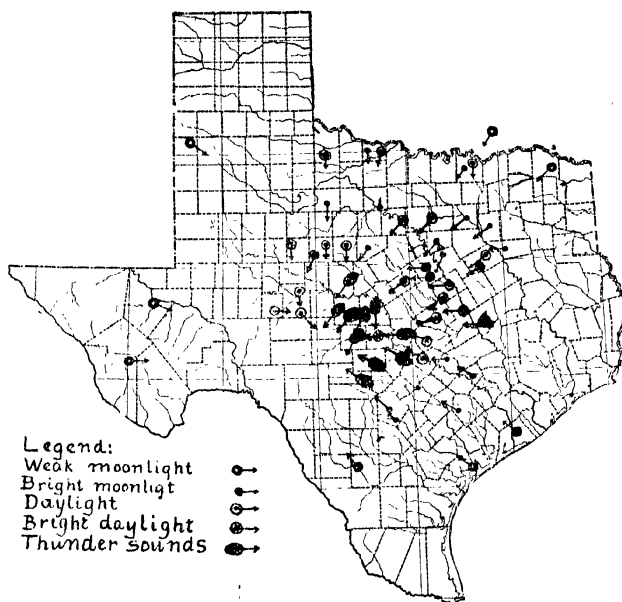 Legend:
Weak moonlight
Bright moonligt
Daylight
Bright daylight
Thunder sounds